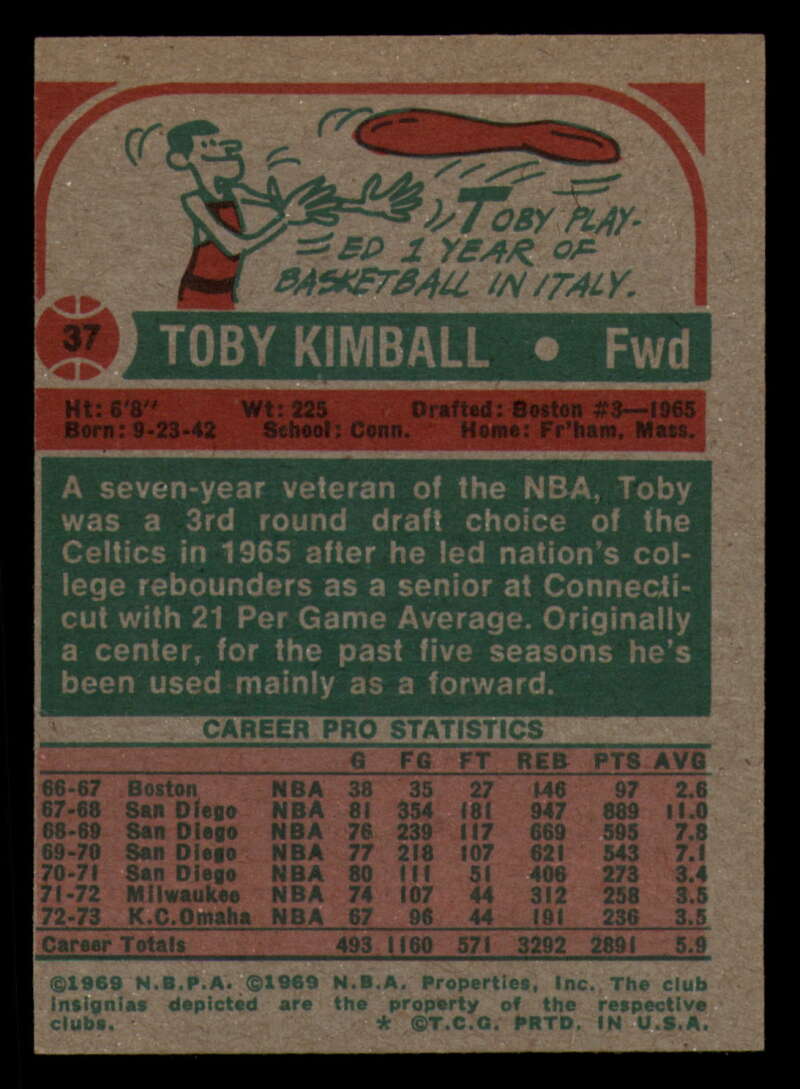 TOBY PLAY-
ED 1 YEAR OF
BASKETBALL IN ITALY.
37 TOBY KIMBALL • Fwd
Ht: 6'8" Wt: 225 Drafted: Boston #3—1965
Born: 9-23-42 School: Conn. Home: Fr'ham, Mass.
A seven-year veteran of the NBA, Toby
was a 3rd round draft choice of the
Celtics in 1965 after he led nation's col-
lege rebounders as a senior at Connecti-
cut with 21 Per Game Average. Originally
a center, for the past five seasons he's
been used mainly as a forward.
CAREER PRO STATISTICS
G FG FT REB PTS AVG
66-67 Boston NBA 38 35 27 146 97 2.6
67-68 San Diego NBA 81 354 181 947 889 11.0
68-69 San Diego NBA 76 239 117 669 595 7.8
69-70 San Diego NBA 77 218 107 621 543 7.1
70-71 San Diego NBA 80 111 51 406 273 3.4
71-72 Milwaukee NBA 74 107 44 312 258 3.5
72-73 K.C.Omaha NBA 67 96 44 191 236 3.5
Career Totals 493 1160 571 3292 2891 5.9
©1969 N.B.P.A. ©1969 N.B.A. Properties, Inc. The club
insignias depicted are the property of the respective
clubs. * ©T.C.G. PRTD. IN U.S.A.